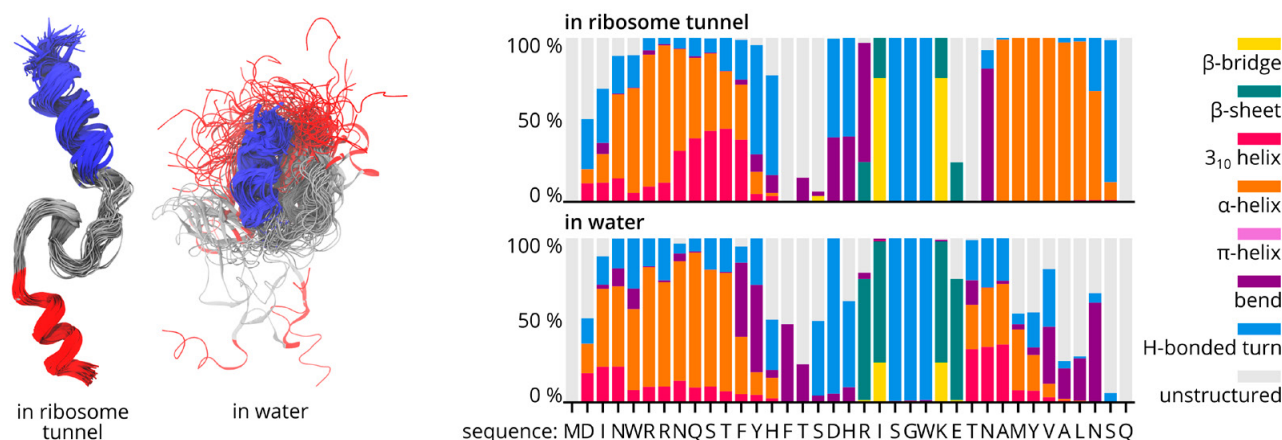 in ribosome
tunnel
in water
in ribosome tunnel
100 %
50 %
0 %
in water
100 %
50 %
0 %
sequence: MDINWRRNQSTFYHFTSDHRISGWKETNAMYVALNSQ
β-bridge
β-sheet
3₁₀ helix
α-helix
π-helix
bend
H-bonded turn
unstructured